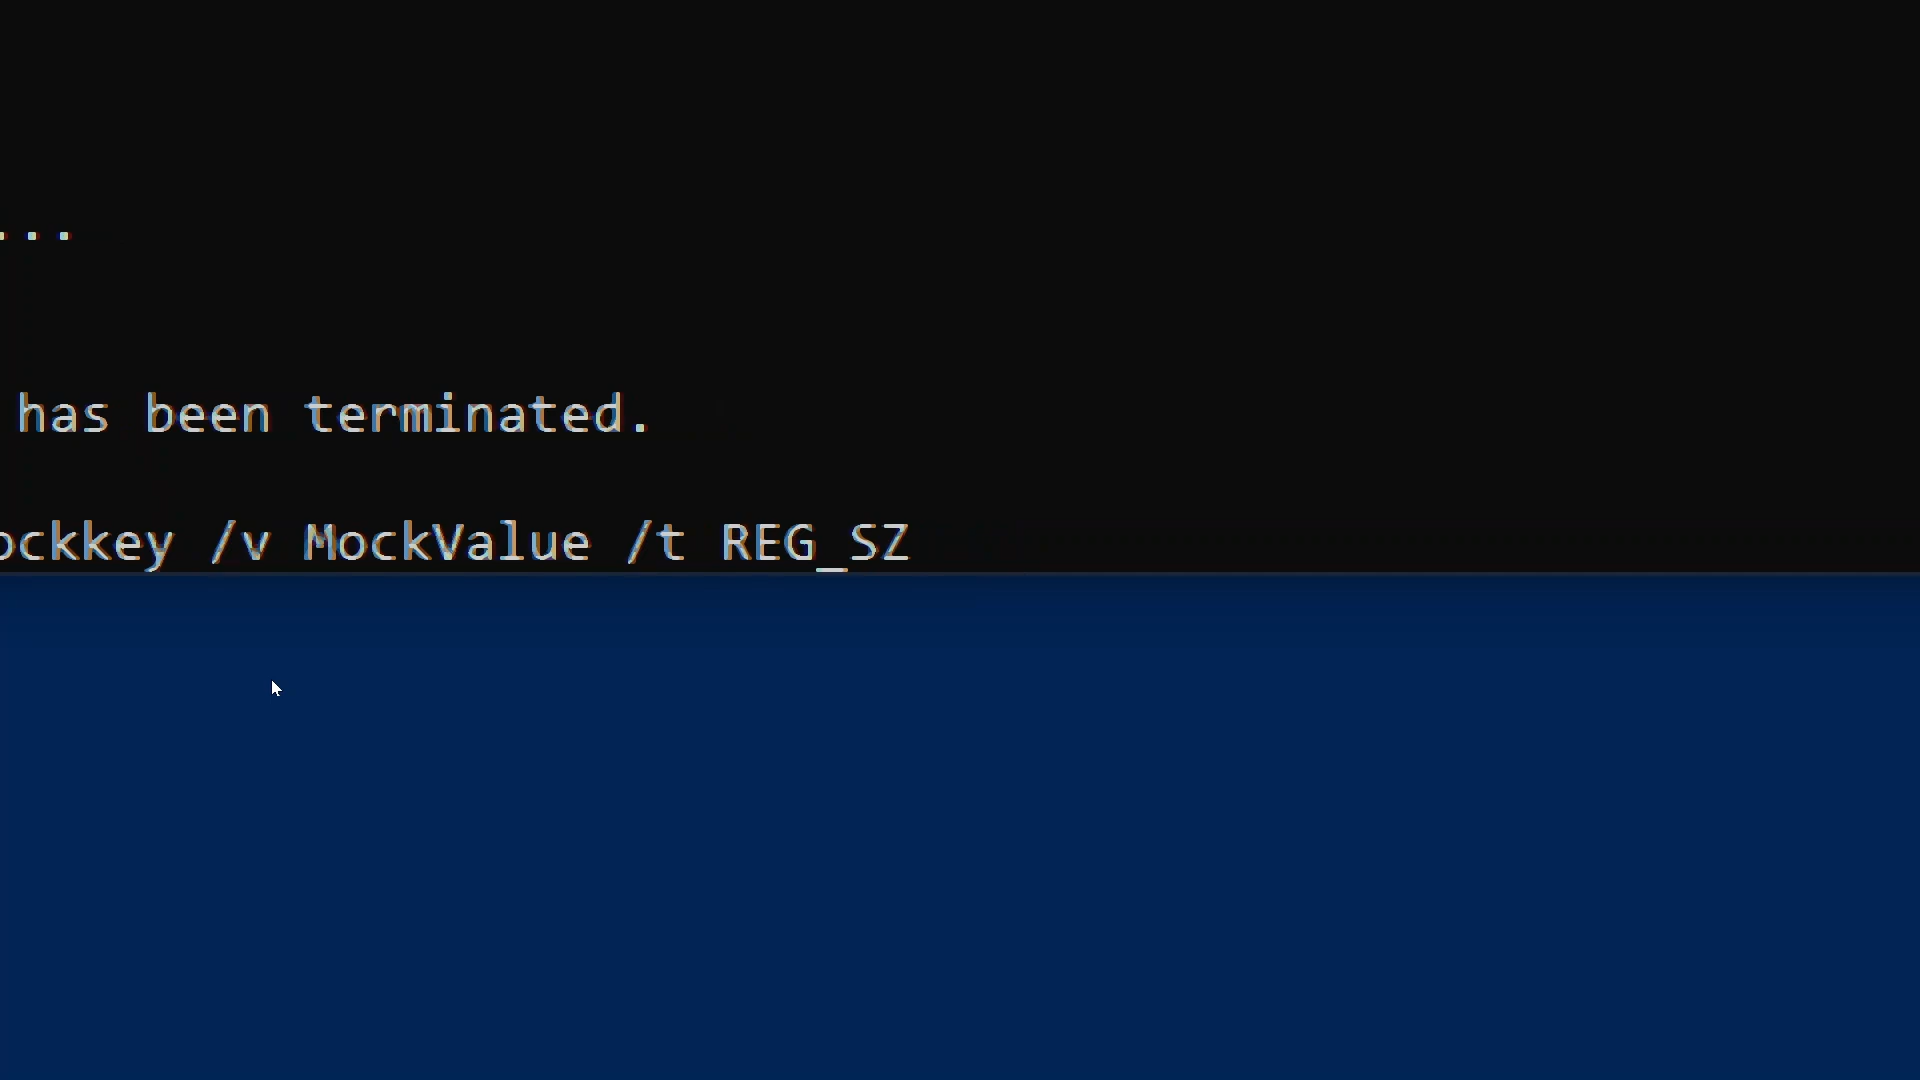 ...
has been terminated.
ockkey /v MockValue /t REG_SZ